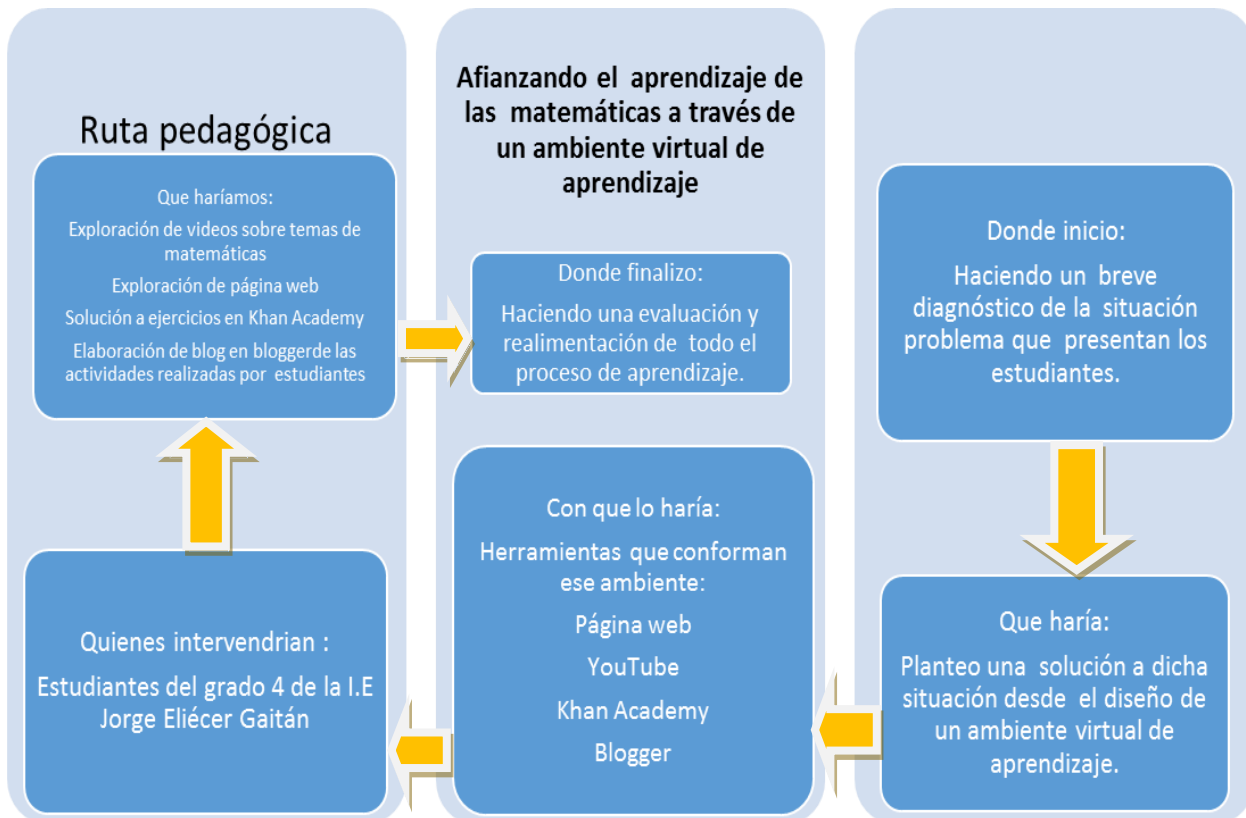 Ruta pedagógica
Que haríamos:
Exploración de videos sobre temas de
matemáticas
Exploración de página web
Solución a ejercicios en Khan Academy
Elaboración de blog en bloggerde las
actividades realizadas por estudiantes
Quienes intervendrian :
Estudiantes del grado 4 de la I.E
Jorge Eliécer Gaitán
Afianzando el aprendizaje de
las matemáticas a través de
un ambiente virtual de
aprendizaje
Donde finalizo:
Haciendo una evaluación y
realimentación de todo el
proceso de aprendizaje.
Con que lo haría:
Herramientas que conforman
ese ambiente:
Página web
YouTube
Khan Academy
Blogger
Donde inicio:
Haciendo un breve
diagnóstico de la situación
problema que presentan los
estudiantes.
Que haría:
Planteo una solución a dicha
situación desde el diseño de
un ambiente virtual de
aprendizaje.